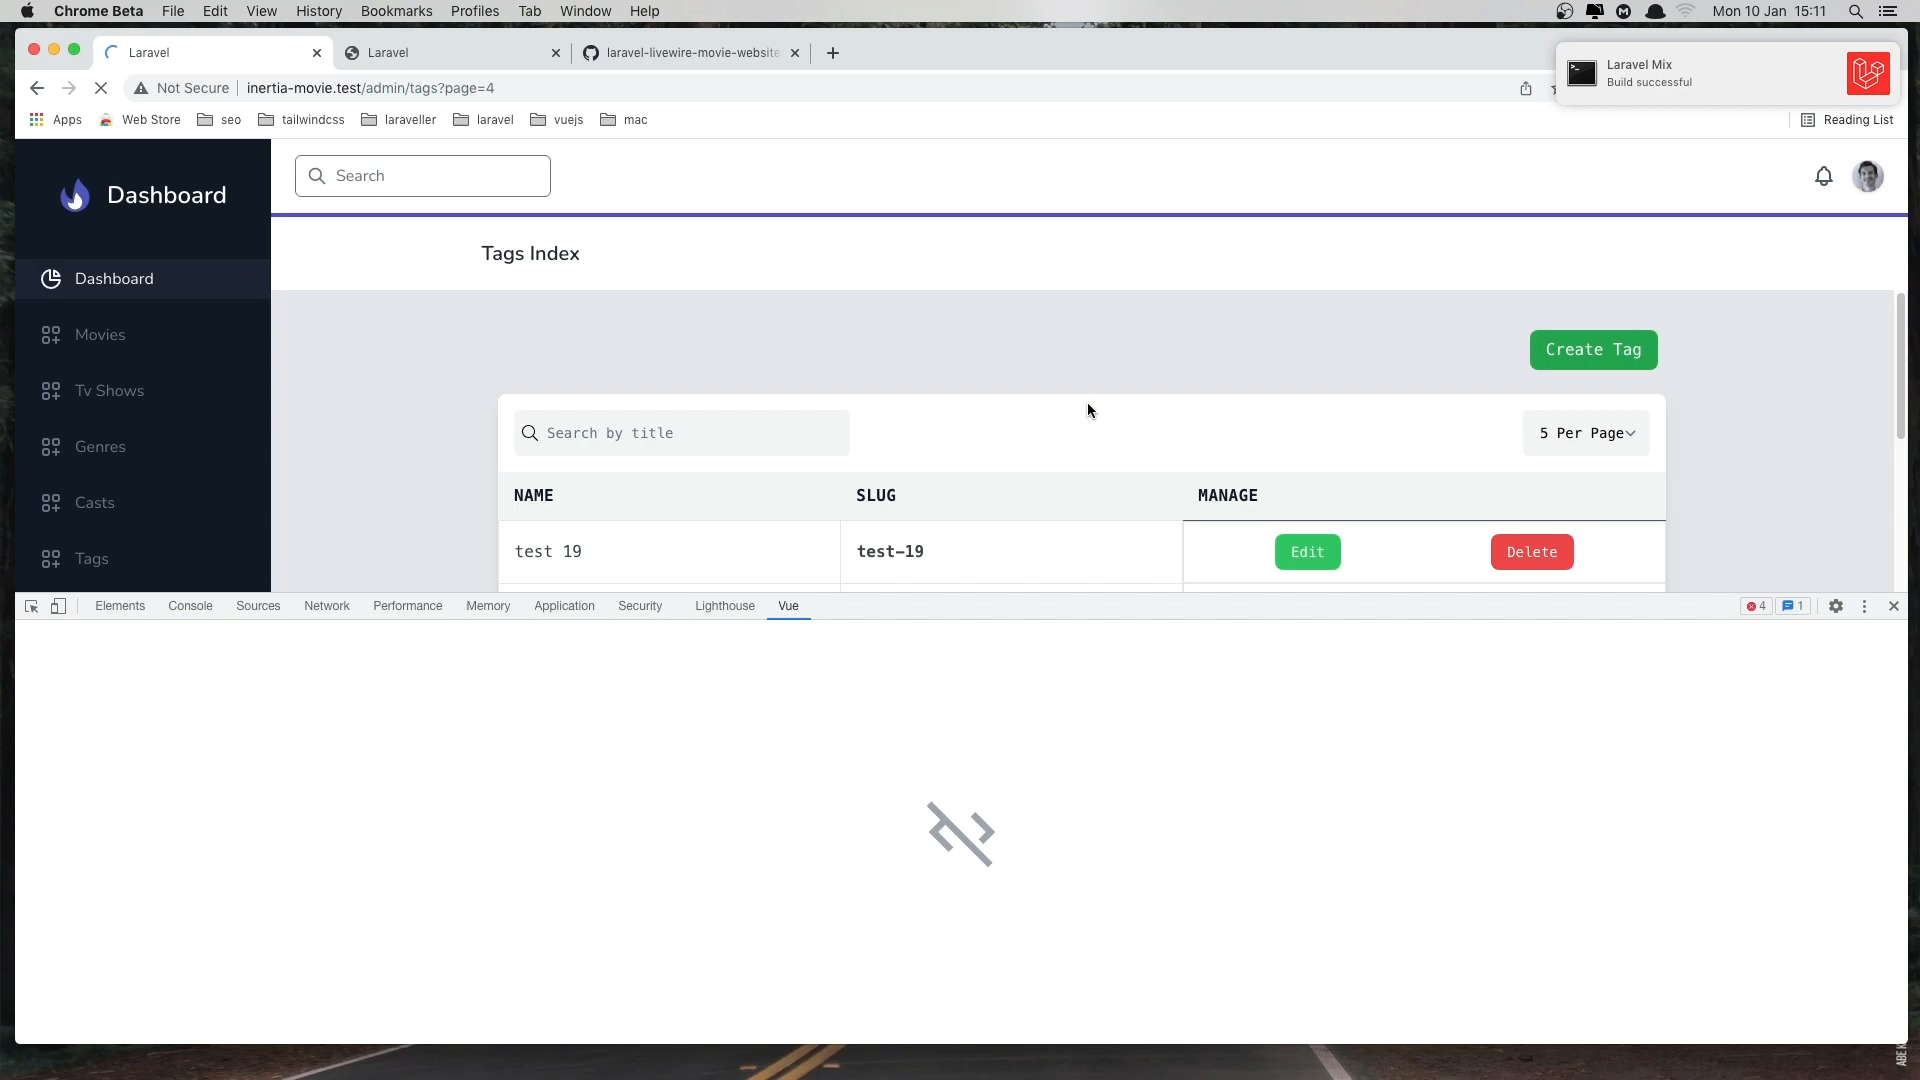 Chrome Beta File Edit View History Bookmarks Profiles Tab Window Help Mon 10 Jan 15:11
Laravel Laravel laravel-livewire-movie-website
Laravel Mix
Build successful
Not Secure inertia-movie.test/admin/tags?page=4
Apps Web Store seo tailwindcss laraveller laravel vuejs mac Reading List
Dashboard
Search
Tags Index
Dashboard
Movies
Tv Shows
Genres
Casts
Tags
Create Tag
Search by title 5 Per Page
NAME SLUG MANAGE
test 19 test-19 Edit Delete
Elements Console Sources Network Performance Memory Application Security Lighthouse Vue 4 1